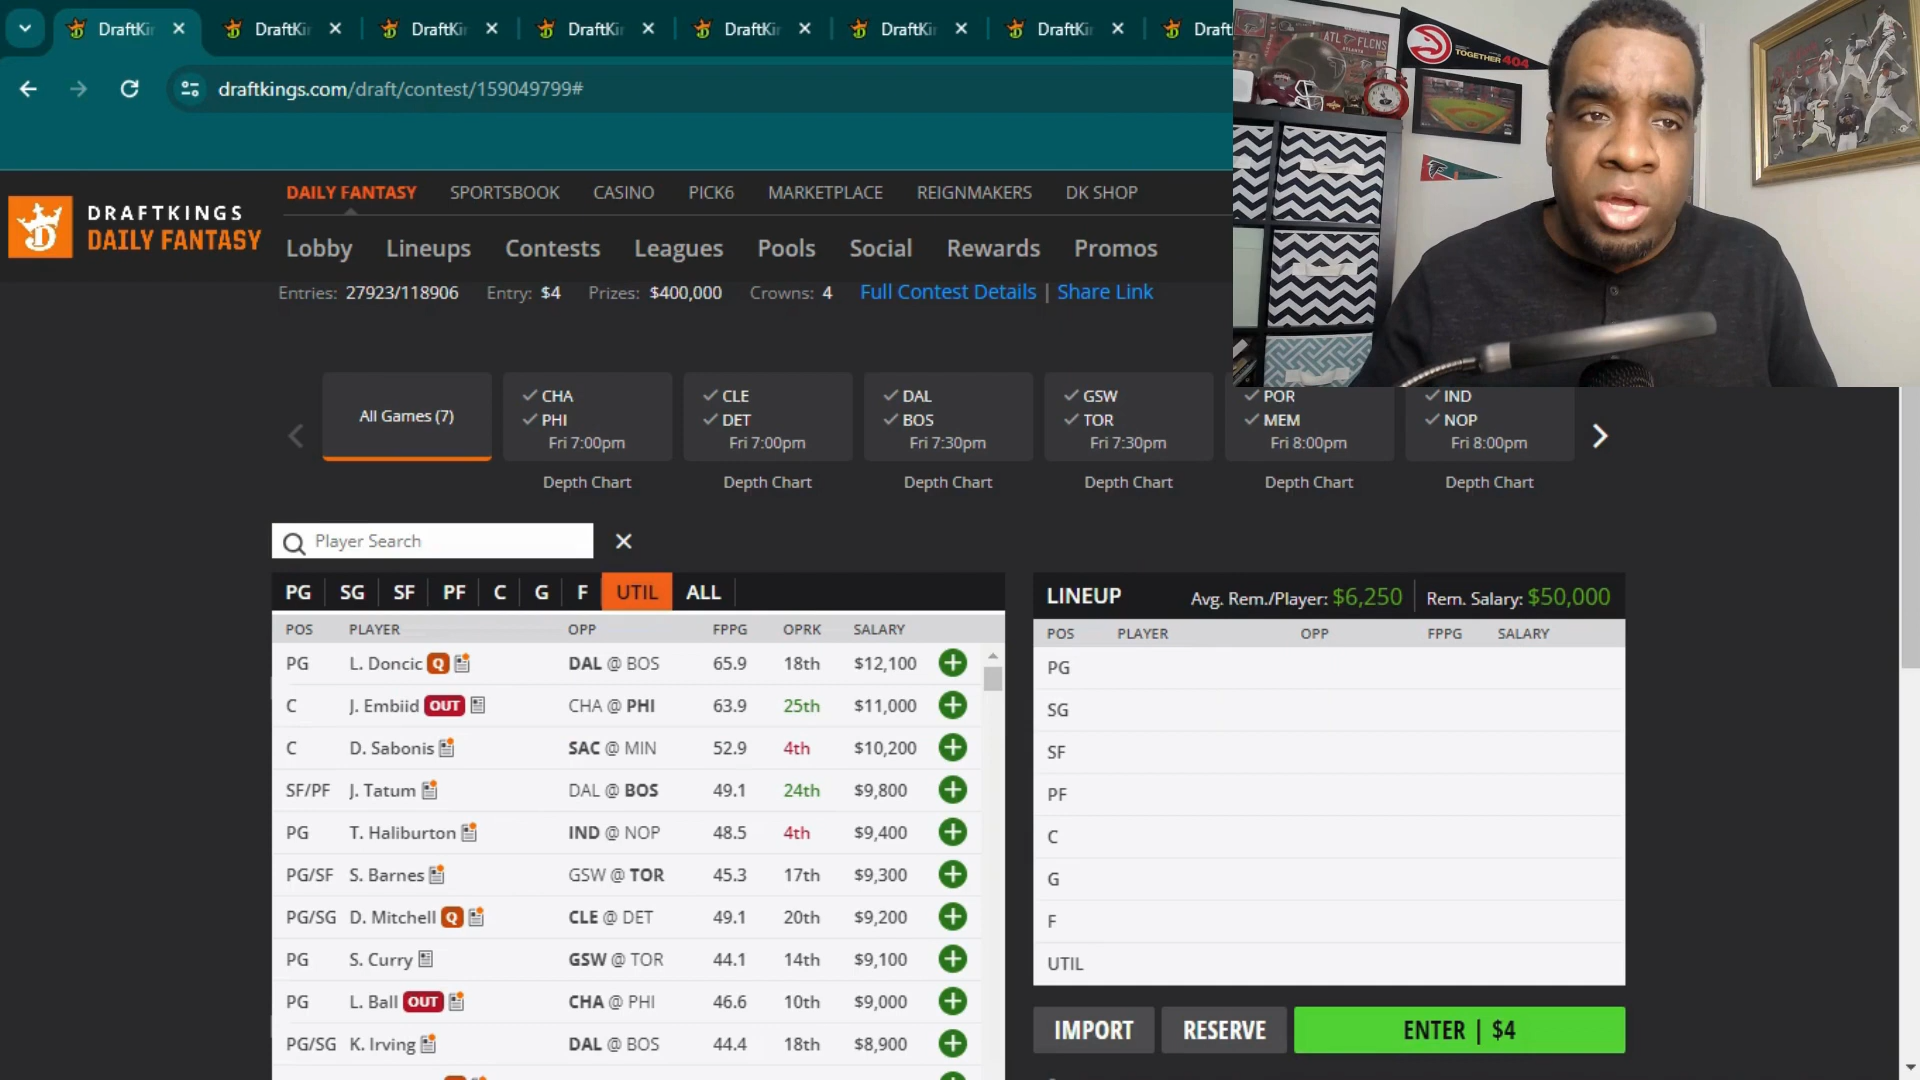 DraftKin
DraftKin
DraftKin
DraftKin
DraftKin
DraftKin
DraftKin
Draft
draftkings.com/draft/contest/159049799#
ATL FLCNS
ATLANTA
TOGETHER 404
DRAFTKINGS
DAILY FANTASY
DAILY FANTASY SPORTSBOOK CASINO PICK6 MARKETPLACE REIGNMAKERS DK SHOP
Lobby Lineups Contests Leagues Pools Social Rewards Promos
Entries: 27923/118906 Entry: $4 Prizes: $400,000 Crowns: 4 Full Contest Details | Share Link
All Games (7)
CHA
PHI
Fri 7:00pm
Depth Chart
CLE
DET
Fri 7:00pm
Depth Chart
DAL
BOS
Fri 7:30pm
Depth Chart
GSW
TOR
Fri 7:30pm
Depth Chart
POR
MEM
Fri 8:00pm
Depth Chart
IND
NOP
Fri 8:00pm
Depth Chart
Player Search
PG SG SF PF C G F UTIL ALL
POS PLAYER OPP FPPG OPRK SALARY
PG L. Doncic Q DAL @ BOS 65.9 18th $12,100
C J. Embiid OUT CHA @ PHI 63.9 25th $11,000
C D. Sabonis SAC @ MIN 52.9 4th $10,200
SF/PF J. Tatum DAL @ BOS 49.1 24th $9,800
PG T. Haliburton IND @ NOP 48.5 4th $9,400
PG/SF S. Barnes GSW @ TOR 45.3 17th $9,300
PG/SG D. Mitchell Q CLE @ DET 49.1 20th $9,200
PG S. Curry GSW @ TOR 44.1 14th $9,100
PG L. Ball OUT CHA @ PHI 46.6 10th $9,000
PG/SG K. Irving DAL @ BOS 44.4 18th $8,900
LINEUP Avg. Rem./Player: $6,250 Rem. Salary: $50,000
POS PLAYER OPP FPPG SALARY
PG
SG
SF
PF
C
G
F
UTIL
IMPORT RESERVE ENTER | $4